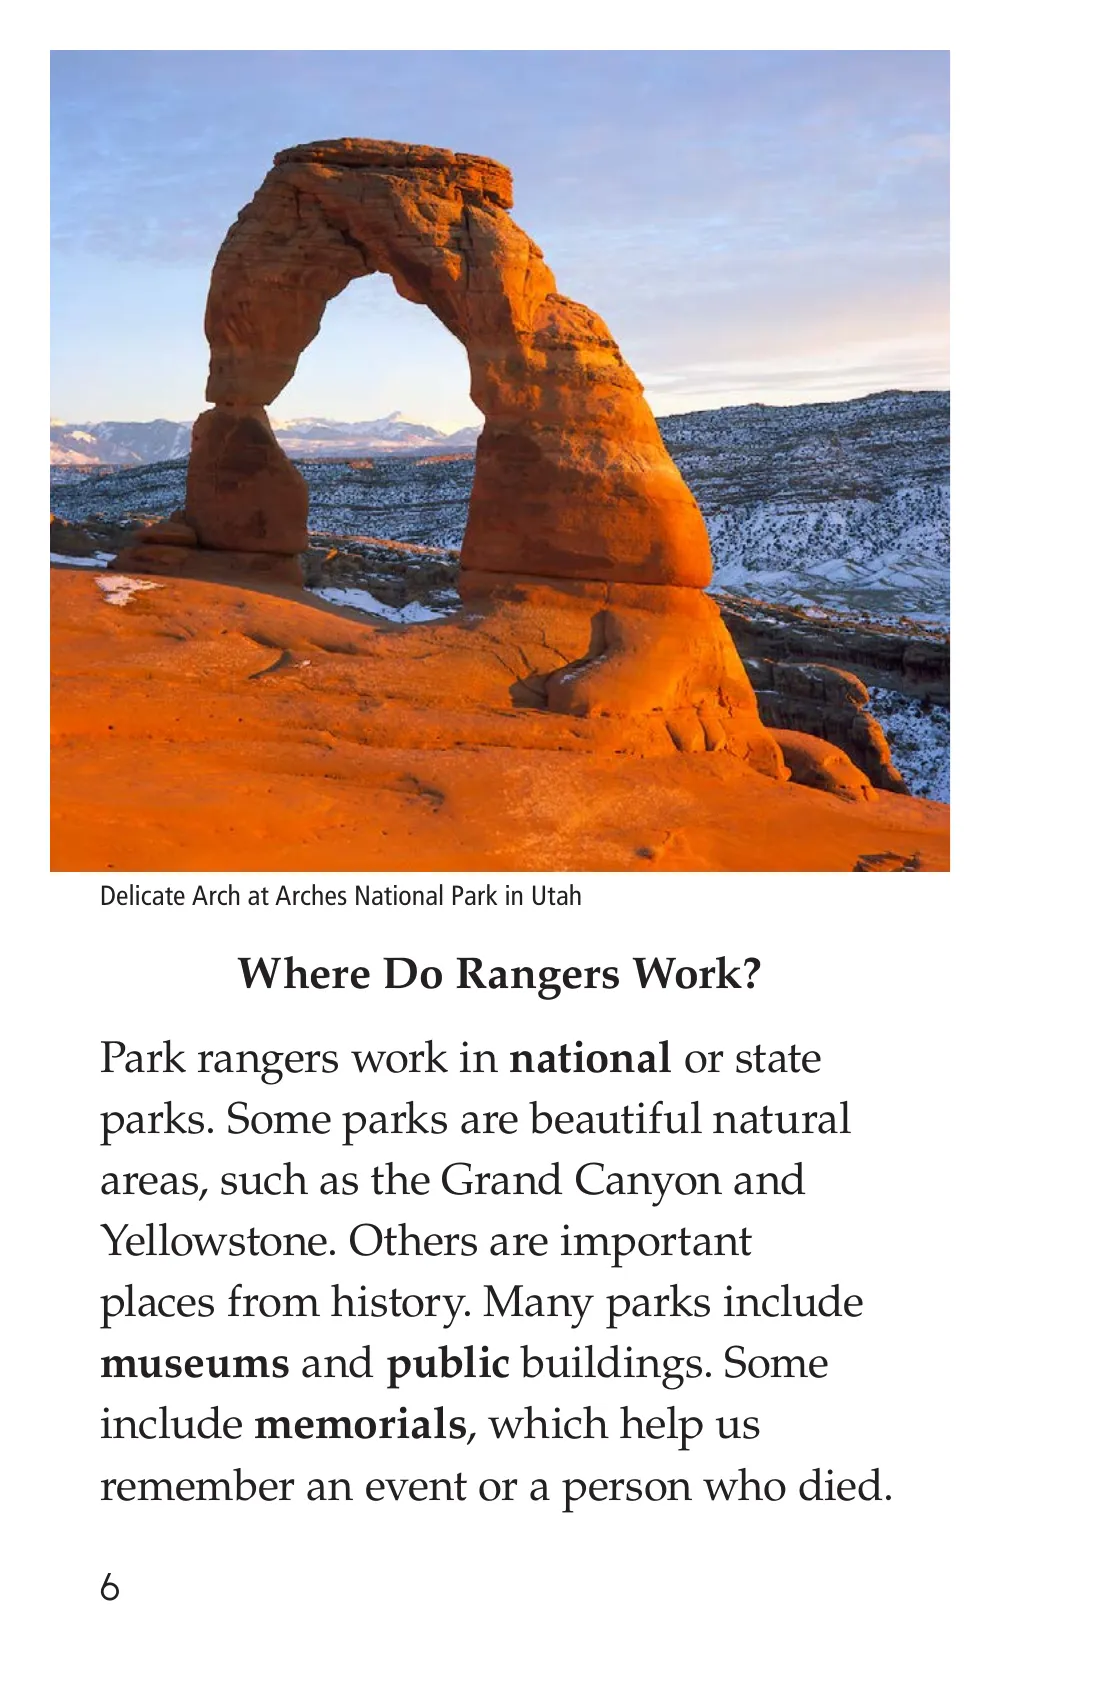 Delicate Arch at Arches National Park in Utah
Where Do Rangers Work?
Park rangers work in national or state
parks. Some parks are beautiful natural
areas, such as the Grand Canyon and
Yellowstone. Others are important
places from history. Many parks include
museums and public buildings. Some
include memorials, which help us
remember an event or a person who died.
6